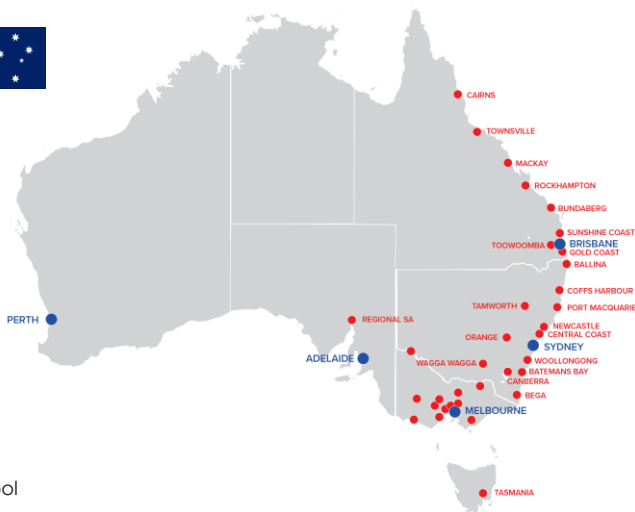 CAIRNS
TOWNSVILLE
MACKAY
ROCKHAMPTON
BUNDABERG
SUNSHINE COAST
TOOWOOMBA
BRISBANE
GOLD COAST
BALLINA
COFFS HARBOUR
TAMWORTH
PORT MACQUARIE
PERTH
REGIONAL SA
NEWCASTLE
CENTRAL COAST
ORANGE
SYDNEY
ADELAIDE
WAGGA WAGGA
WOOLLONGONG
BATEMANS BAY
CANBERRA
BEGA
MELBOURNE
ool
TASMANIA